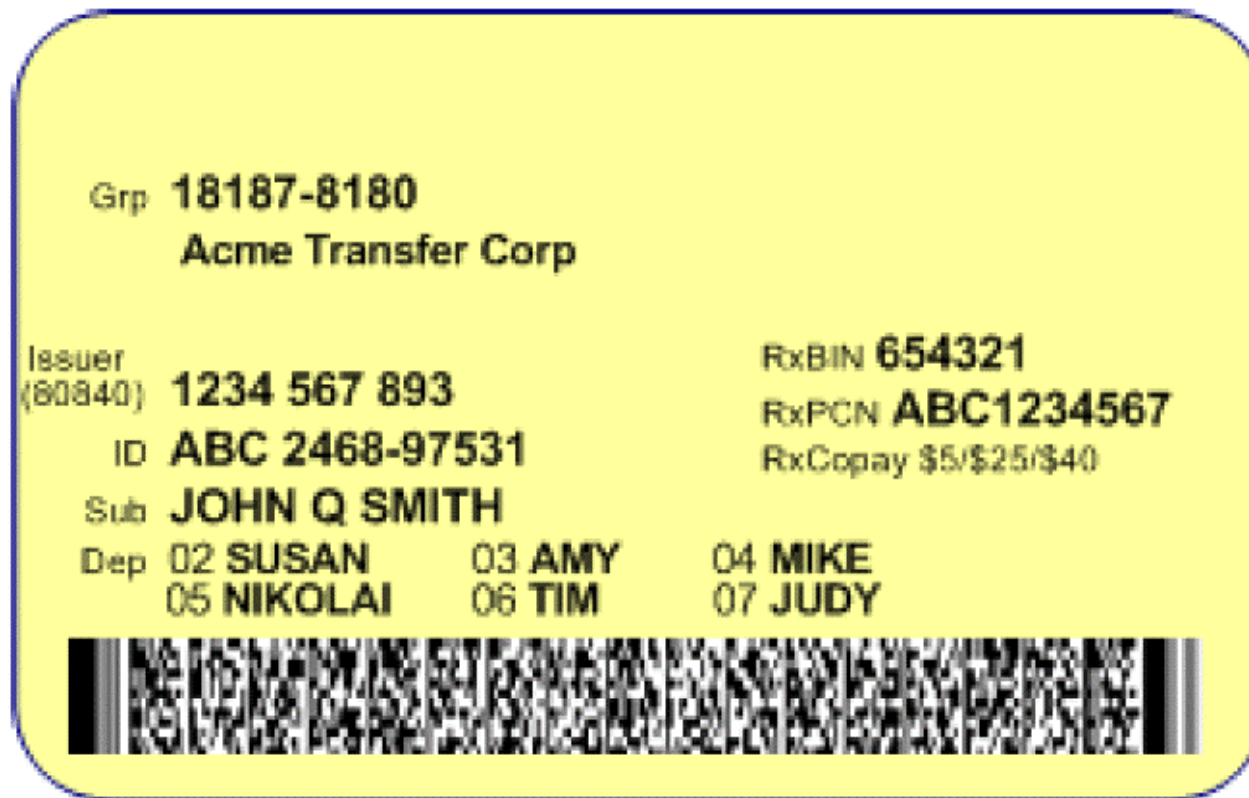 Grp 18187-8180
Acme Transfer Corp
Issuer
(80840) 1234 567 893
ID ABC 2468-97531
Sub JOHN Q SMITH
Dep 02 SUSAN 03 AMY 04 MIKE
05 NIKOLAI 06 TIM 07 JUDY
RxBIN 654321
RxPCN ABC1234567
RxCopay $5/$25/$40